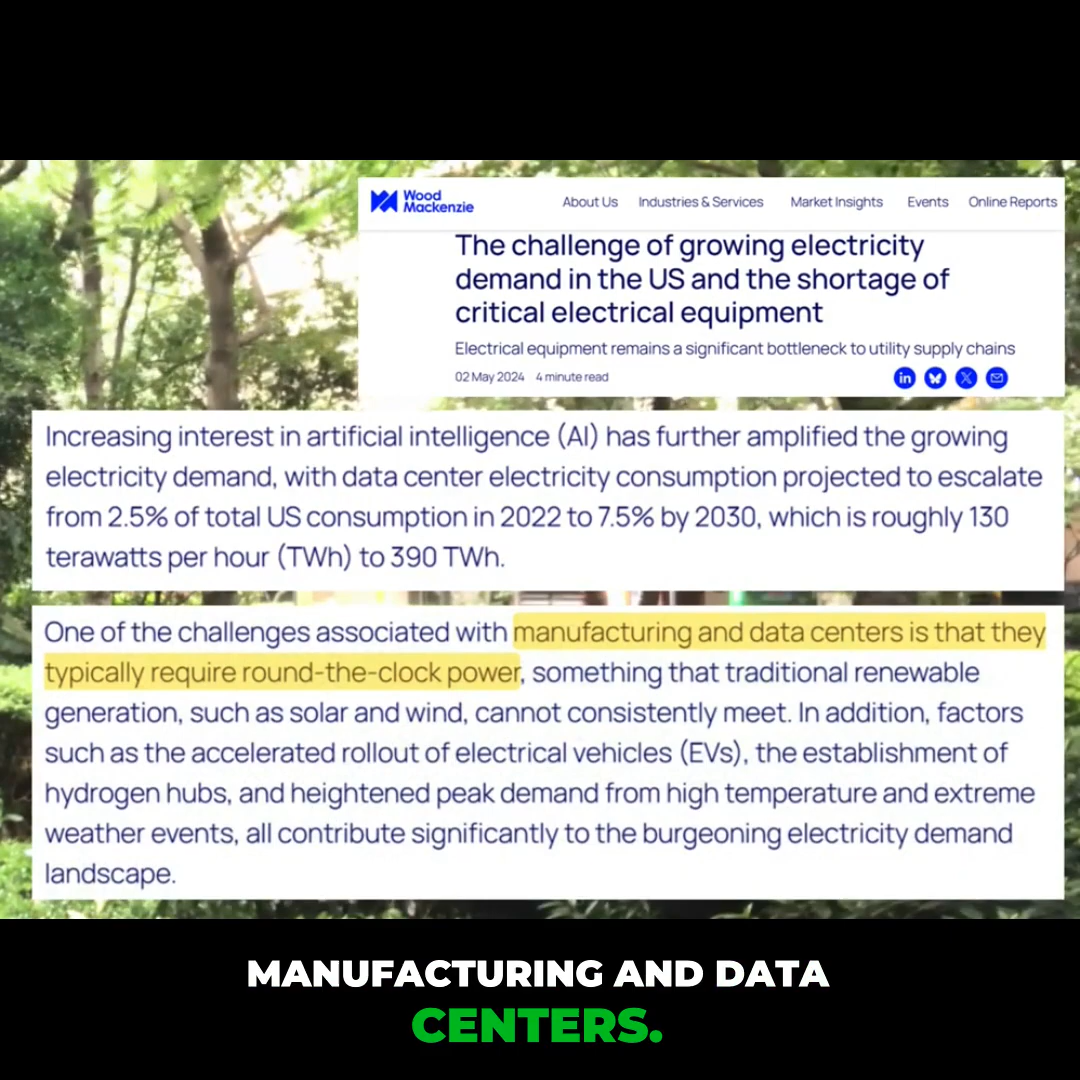 Wood
Mackenzie
About Us Industries & Services Market Insights Events Online Reports
The challenge of growing electricity
demand in the US and the shortage of
critical electrical equipment
Electrical equipment remains a significant bottleneck to utility supply chains
02 May 2024 4 minute read
in
X
Increasing interest in artificial intelligence (AI) has further amplified the growing
electricity demand, with data center electricity consumption projected to escalate
from 2.5% of total US consumption in 2022 to 7.5% by 2030, which is roughly 130
terawatts per hour (TWh) to 390 TWh.
One of the challenges associated with manufacturing and data centers is that they
typically require round-the-clock power, something that traditional renewable
generation, such as solar and wind, cannot consistently meet. In addition, factors
such as the accelerated rollout of electrical vehicles (EVs), the establishment of
hydrogen hubs, and heightened peak demand from high temperature and extreme
weather events, all contribute significantly to the burgeoning electricity demand
landscape.
MANUFACTURING AND DATA
CENTERS.